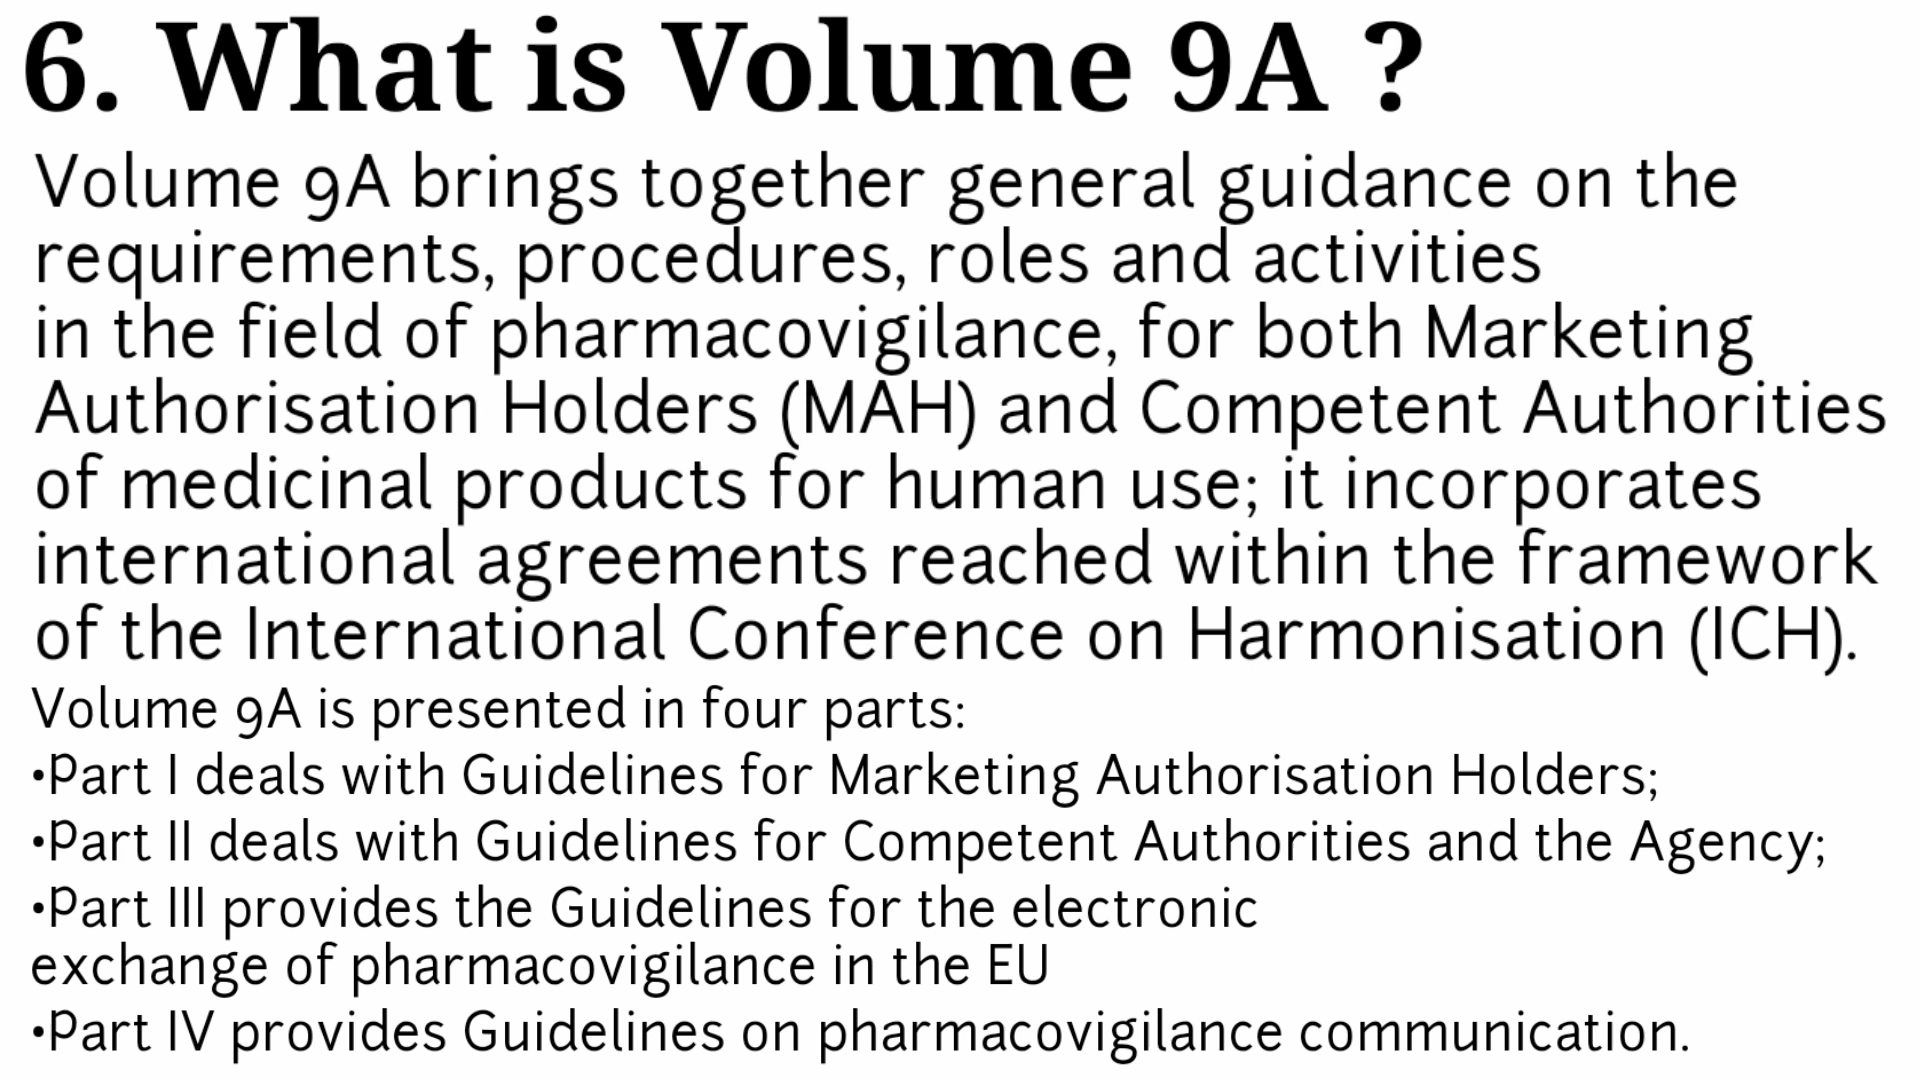 6. What is Volume 9A ?
Volume 9A brings together general guidance on the
requirements, procedures, roles and activities
in the field of pharmacovigilance, for both Marketing
Authorisation Holders (MAH) and Competent Authorities
of medicinal products for human use; it incorporates
international agreements reached within the framework
of the International Conference on Harmonisation (ICH).
Volume 9A is presented in four parts:
•Part I deals with Guidelines for Marketing Authorisation Holders;
•Part II deals with Guidelines for Competent Authorities and the Agency;
•Part III provides the Guidelines for the electronic
exchange of pharmacovigilance in the EU
•Part IV provides Guidelines on pharmacovigilance communication.